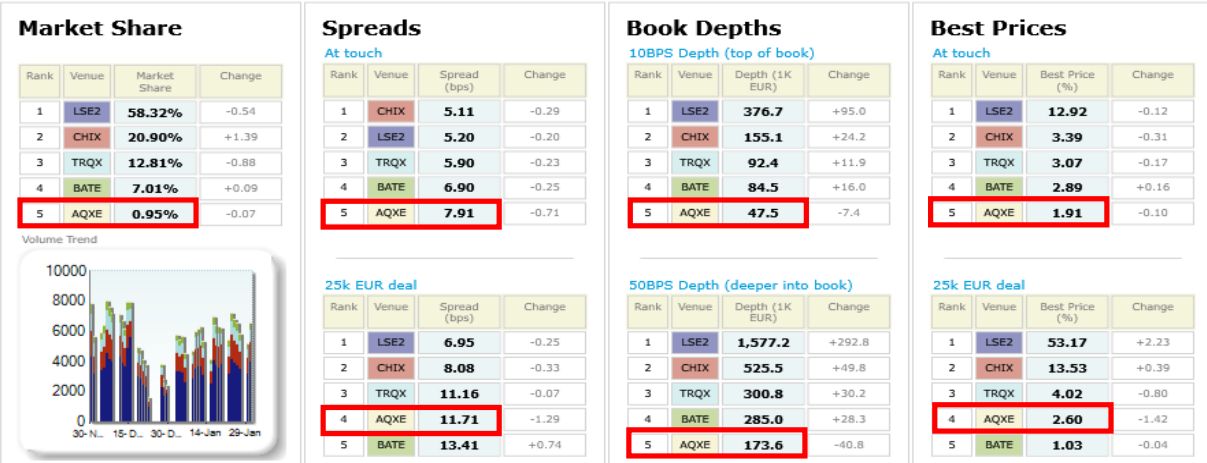 Market Share
Rank Venue Market Share Change
1 LSE2 58.32% -0.54
2 CHIX 20.90% +1.39
3 TRQX 12.81% -0.88
4 BATE 7.01% +0.09
5 AQXE 0.95% -0.07
Volume Trend
10000
8000
6000
4000
2000
0
30-N... 15-D... 30-D... 14-Jan 29-Jan
Spreads
At touch
Rank Venue Spread (bps) Change
1 CHIX 5.11 -0.29
2 LSE2 5.20 -0.20
3 TRQX 5.90 -0.23
4 BATE 6.90 -0.25
5 AQXE 7.91 -0.71
25k EUR deal
Rank Venue Spread (bps) Change
1 LSE2 6.95 -0.25
2 CHIX 8.08 -0.33
3 TRQX 11.16 -0.07
4 AQXE 11.71 -1.29
5 BATE 13.41 +0.74
Book Depths
10BPS Depth (top of book)
Rank Venue Depth (1K EUR) Change
1 LSE2 376.7 +95.0
2 CHIX 155.1 +24.2
3 TRQX 92.4 +11.9
4 BATE 84.5 +16.0
5 AQXE 47.5 -7.4
50BPS Depth (deeper into book)
Rank Venue Depth (1K EUR) Change
1 LSE2 1,577.2 +292.8
2 CHIX 525.5 +49.8
3 TRQX 300.8 +30.2
4 BATE 285.0 +28.3
5 AQXE 173.6 -40.8
Best Prices
At touch
Rank Venue Best Price (%) Change
1 LSE2 12.92 -0.12
2 CHIX 3.39 -0.31
3 TRQX 3.07 -0.17
4 BATE 2.89 +0.16
5 AQXE 1.91 -0.10
25k EUR deal
Rank Venue Best Price (%) Change
1 LSE2 53.17 +2.23
2 CHIX 13.53 +0.39
3 TRQX 4.02 -0.80
4 AQXE 2.60 -1.42
5 BATE 1.03 -0.04